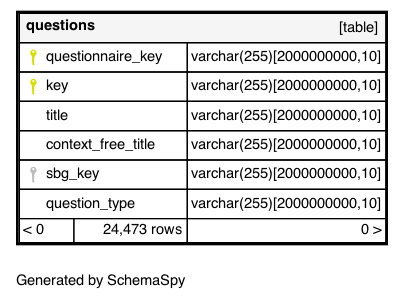 questions [table]
questionnaire_key varchar(255)[2000000000,10]
key varchar(255)[2000000000,10]
title varchar(255)[2000000000,10]
context_free_title varchar(255)[2000000000,10]
sbg_key varchar(255)[2000000000,10]
question_type varchar(255)[2000000000,10]
< 0 24,473 rows 0 >
Generated by SchemaSpy